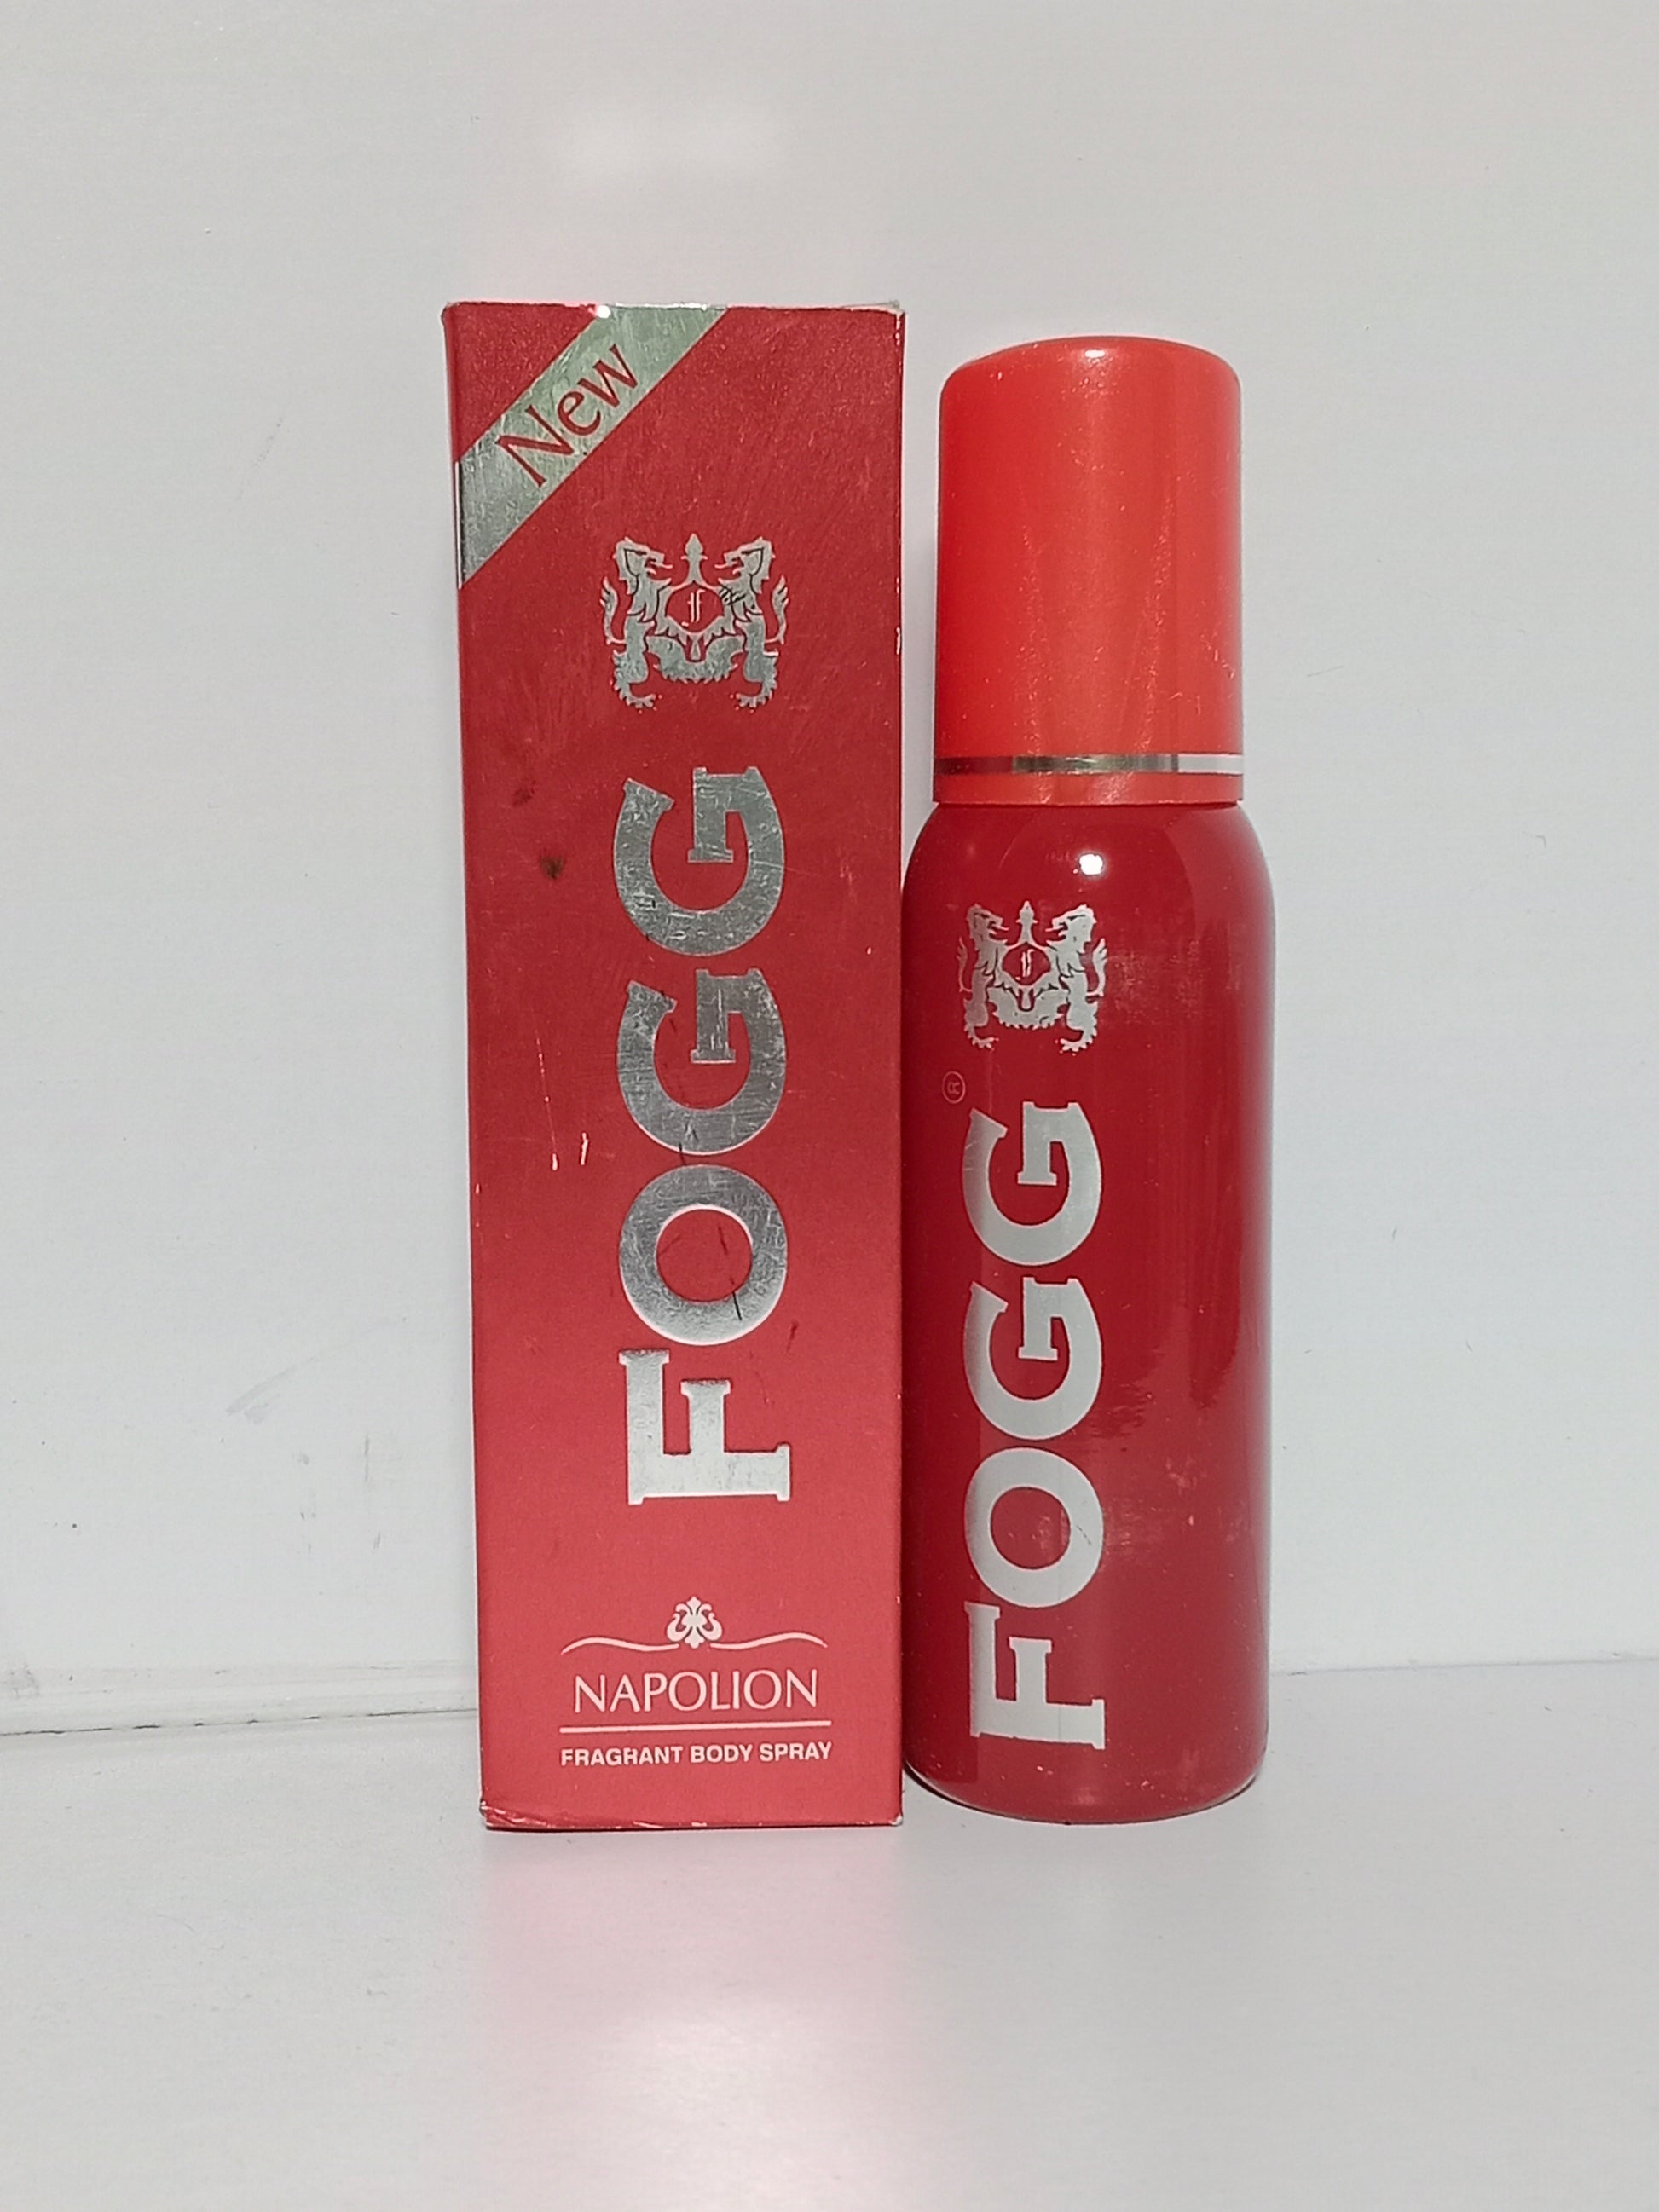 New
f
FOGG
NAPOLION
FRAGRANT BODY SPRAY
f
FOGG®